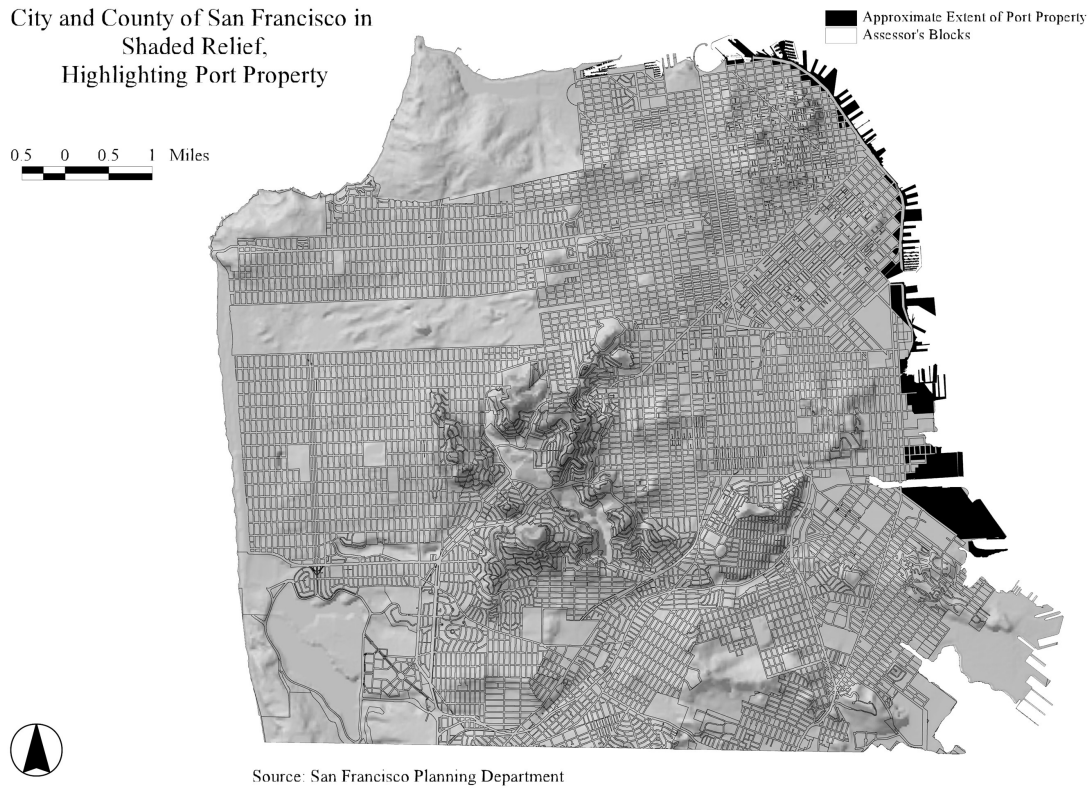 City and County of San Francisco in
Shaded Relief,
Highlighting Port Property
Approximate Extent of Port Property
Assessor's Blocks
0.5 0 0.5 1 Miles
Source: San Francisco Planning Department